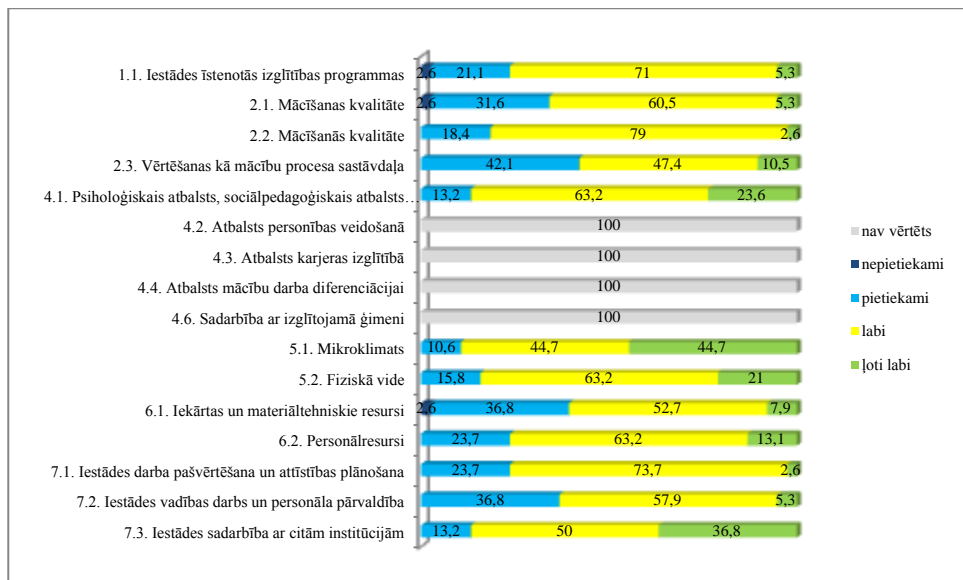 1.1. Iestādes īstenotās izglītības programmas 2,6 21,1 71 5,3
2.1. Mācīšanas kvalitāte 2,6 31,6 60,5 5,3
2.2. Mācīšanās kvalitāte 18,4 79 2,6
2.3. Vērtēšanas kā mācību procesa sastāvdaļa 42,1 47,4 10,5
4.1. Psiholoģiskais atbalsts, sociālpedagoģiskais atbalsts… 13,2 63,2 23,6
4.2. Atbalsts personības veidošanā 100
4.3. Atbalsts karjeras izglītībā 100
4.4. Atbalsts mācību darba diferenciācijai 100
4.6. Sadarbība ar izglītojamā ģimeni 100
5.1. Mikroklimats 10,6 44,7 44,7
5.2. Fiziskā vide 15,8 63,2 21
6.1. Iekārtas un materiāltehniskie resursi 2,6 36,8 52,7 7,9
6.2. Personālresursi 23,7 63,2 13,1
7.1. Iestādes darba pašvērtēšana un attīstības plānošana 23,7 73,7 2,6
7.2. Iestādes vadības darbs un personāla pārvaldība 36,8 57,9 5,3
7.3. Iestādes sadarbība ar citām institūcijām 13,2 50 36,8
nav vērtēts
nepietiekami
pietiekami
labi
ļoti labi